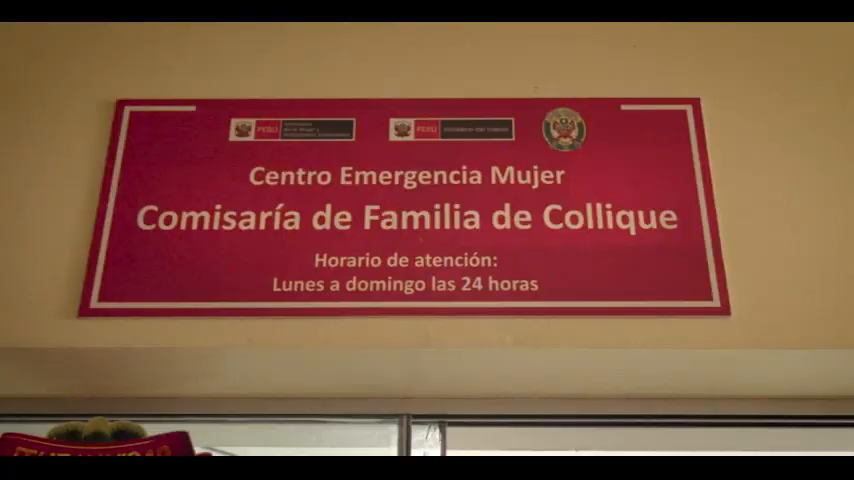 PERÚ
PERÚ
Centro Emergencia Mujer
Comisaría de Familia de Collique
Horario de atención:
Lunes a domingo las 24 horas